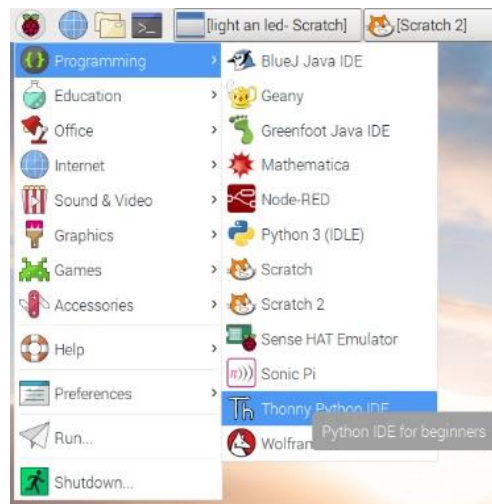 [light an led- Scratch]
[Scratch 2]
Programming
Education
Office
Internet
Sound & Video
Graphics
Games
Accessories
Help
Preferences
Run...
Shutdown...
BlueJ Java IDE
Geany
Greenfoot Java IDE
Mathematica
Node-RED
Python 3 (IDLE)
Scratch
Scratch 2
Sense HAT Emulator
π))) Sonic Pi
Th Thonny Python IDE
Python IDE for beginners